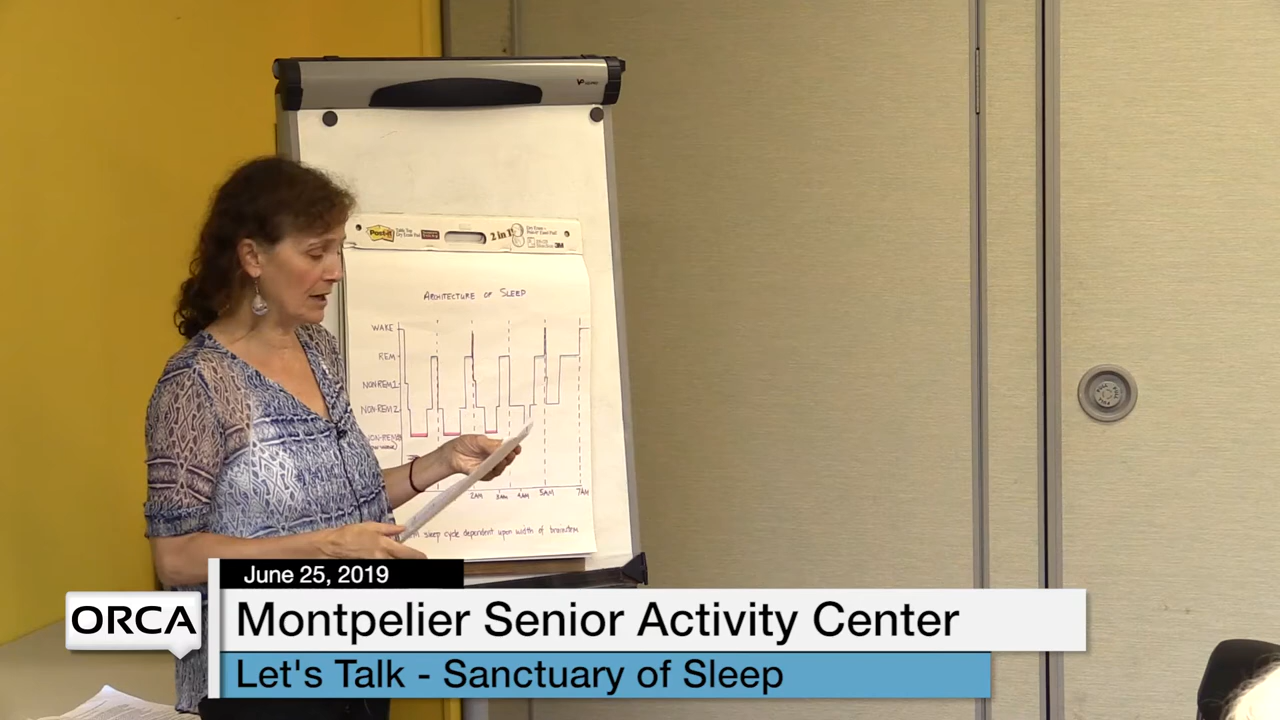 Post-it
2 in 1
3M
ARCHITECTURE OF SLEEP
WAKE
REM
NON-REM 1
NON-REM 2
2AM 3AM 4AM 5AM 7AM
sleep cycle dependent upon width of brainstem
June 25, 2019
ORCA
Montpelier Senior Activity Center
Let's Talk - Sanctuary of Sleep